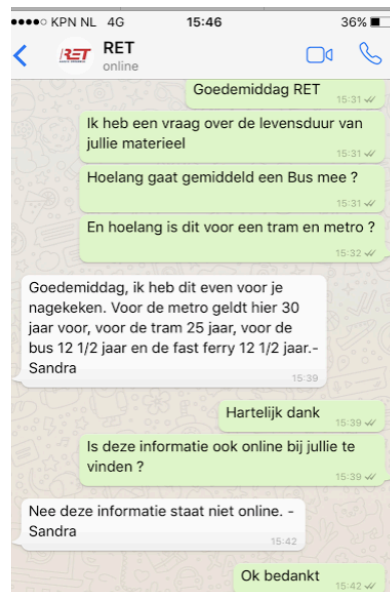 KPN NL 4G 15:46 36%
RET RET
online
Goedemiddag RET
15:31
Ik heb een vraag over de levensduur van
jullie materieel
15:31
Hoelang gaat gemiddeld een Bus mee ?
15:31
En hoelang is dit voor een tram en metro ?
15:32
Goedemiddag, ik heb dit even voor je
nagekeken. Voor de metro geldt hier 30
jaar voor, voor de tram 25 jaar, voor de
bus 12 1/2 jaar en de fast ferry 12 1/2 jaar.-
Sandra
15:39
Hartelijk dank
15:39
Is deze informatie ook online bij jullie te
vinden ?
15:39
Nee deze informatie staat niet online. -
Sandra
15:42
Ok bedankt
15:42